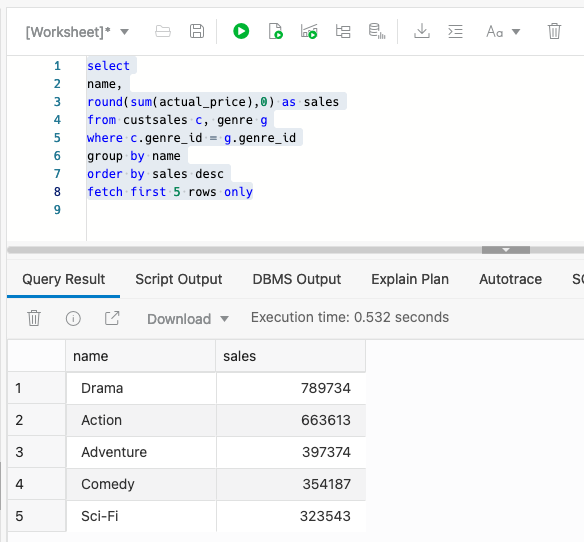 [Worksheet]*
Aa
1 select
2 name,
3 round(sum(actual_price),0) as sales
4 from custsales c, genre g
5 where c.genre_id = g.genre_id
6 group by name
7 order by sales desc
8 fetch first 5 rows only
9
Query Result Script Output DBMS Output Explain Plan Autotrace
Download Execution time: 0.532 seconds
name sales
1 Drama 789734
2 Action 663613
3 Adventure 397374
4 Comedy 354187
5 Sci-Fi 323543